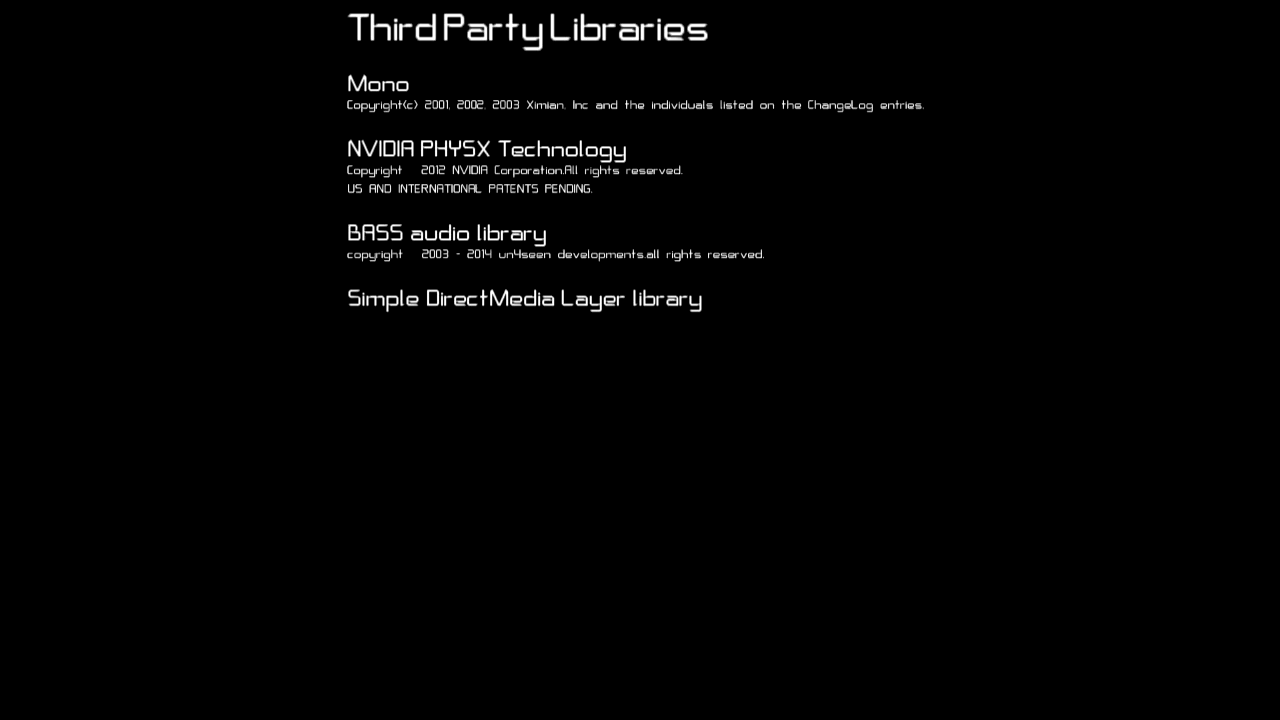 Third Party Libraries
Mono
Copyright(c) 2001, 2002, 2003 Ximian, Inc and the individuals listed on the ChangeLog entries.
NVIDIA PHYSX Technology
Copyright 2012 NVIDIA Corporation.All rights reserved.
US AND INTERNATIONAL PATENTS PENDING.
BASS audio library
copyright 2003 - 2014 un4seen developments.all rights reserved.
Simple DirectMedia Layer library